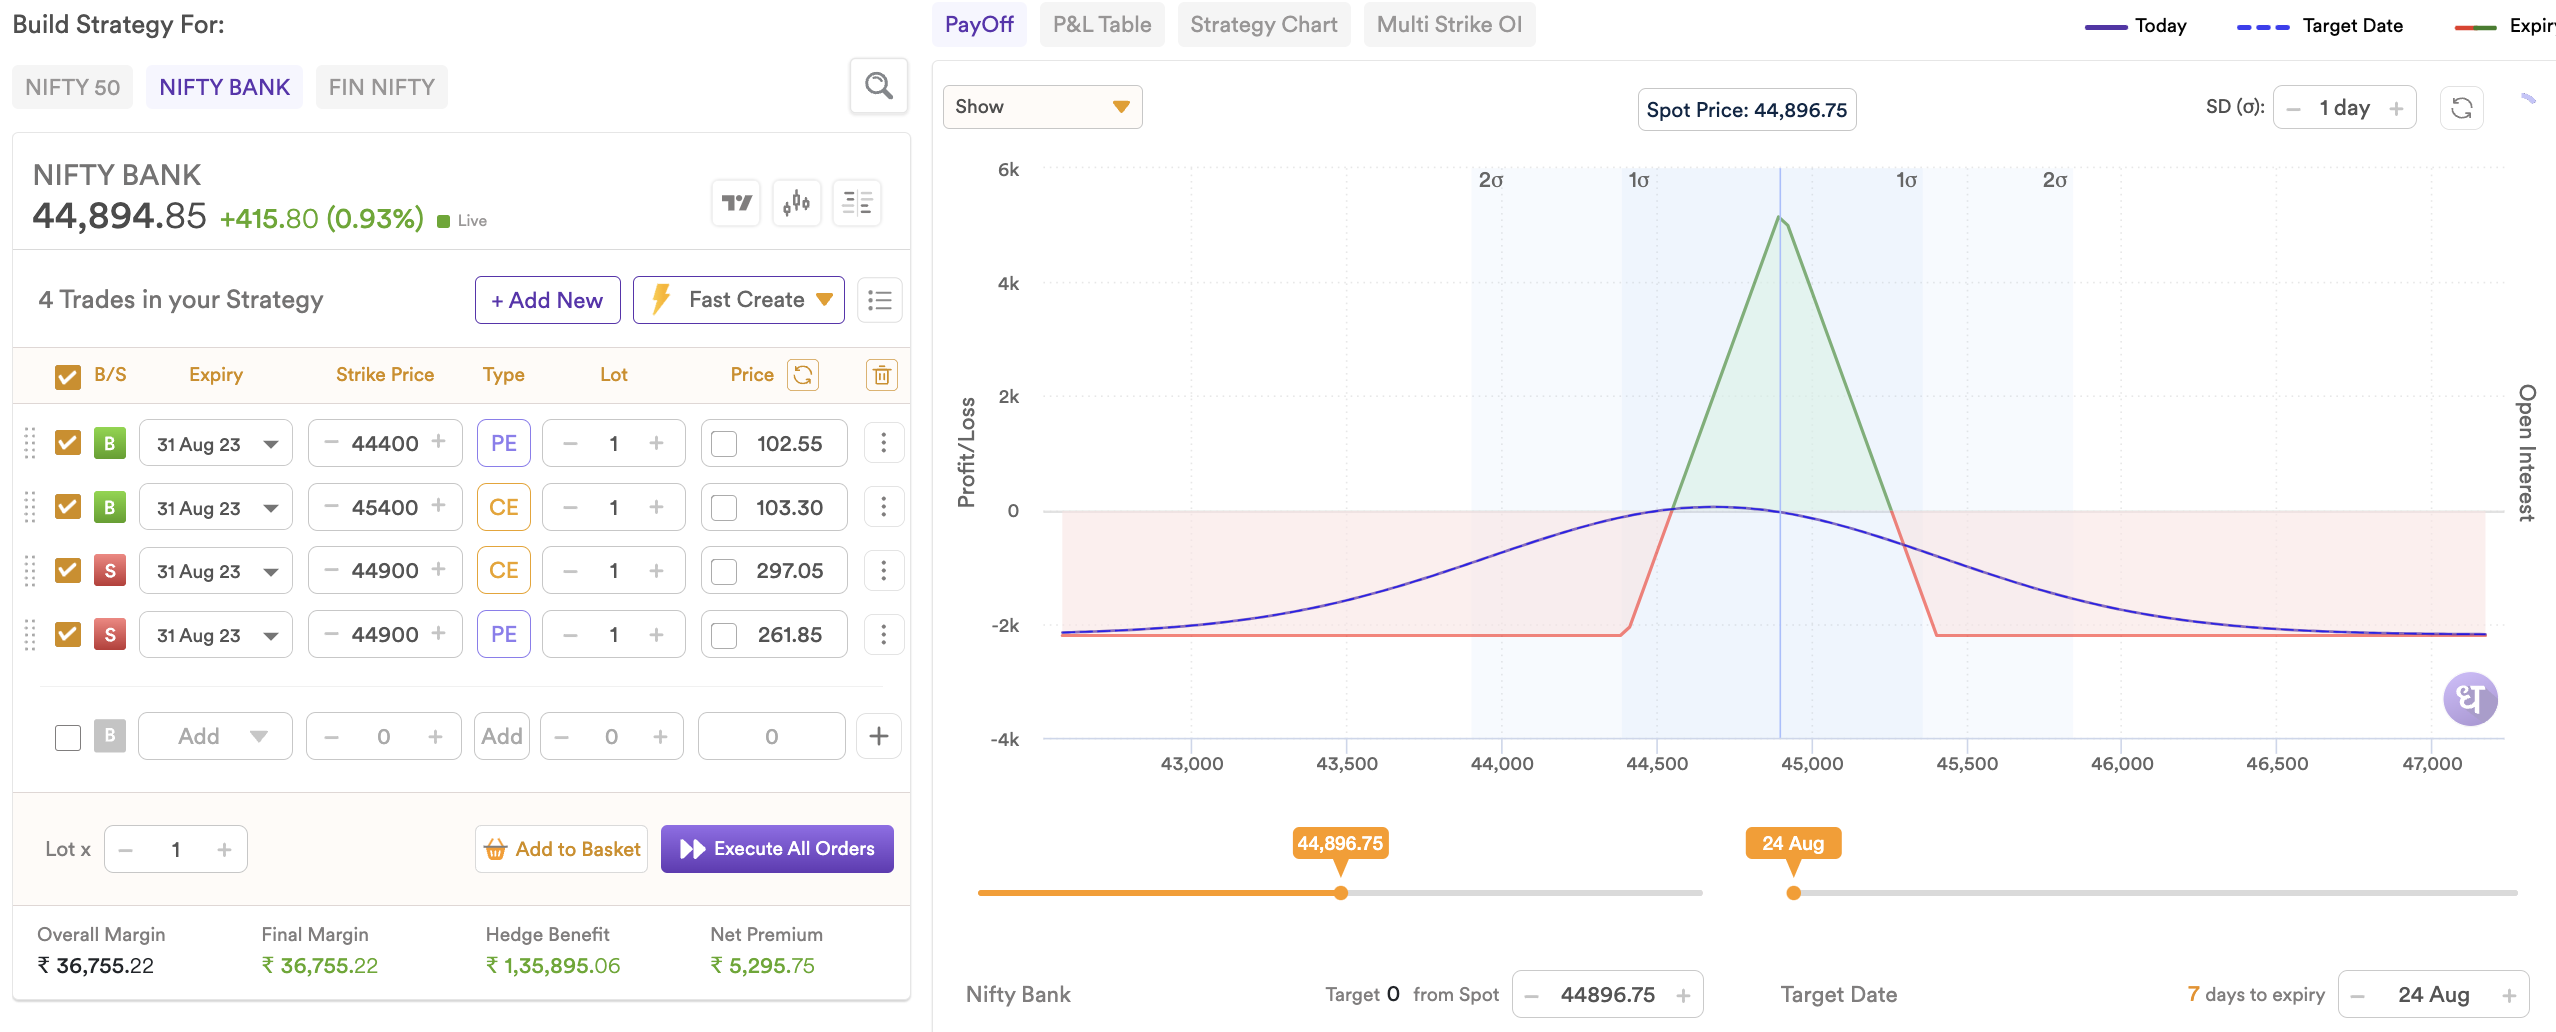 Build Strategy For:
NIFTY 50 NIFTY BANK FIN NIFTY
NIFTY BANK
44,894.85 +415.80 (0.93%) Live
4 Trades in your Strategy + Add New Fast Create
B/S Expiry Strike Price Type Lot Price
B 31 Aug 23 − 44400 + PE − 1 + 102.55
B 31 Aug 23 − 45400 + CE − 1 + 103.30
S 31 Aug 23 − 44900 + CE − 1 + 297.05
S 31 Aug 23 − 44900 + PE − 1 + 261.85
B Add − 0 + Add − 0 + 0 +
Lot x − 1 + Add to Basket Execute All Orders
Overall Margin Final Margin Hedge Benefit Net Premium
₹ 36,755.22 ₹ 36,755.22 ₹ 1,35,895.06 ₹ 5,295.75
PayOff P&L Table Strategy Chart Multi Strike OI
Today Target Date Expir
Show
Spot Price: 44,896.75
SD (σ): − 1 day +
2σ 1σ 1σ 2σ
6k
4k
2k
0
-2k
-4k
Profit/Loss
Open Interest
ध
43,000 43,500 44,000 44,500 45,000 45,500 46,000 46,500 47,000
44,896.75 24 Aug
Nifty Bank Target 0 from Spot − 44896.75 +
Target Date 7 days to expiry − 24 Aug +